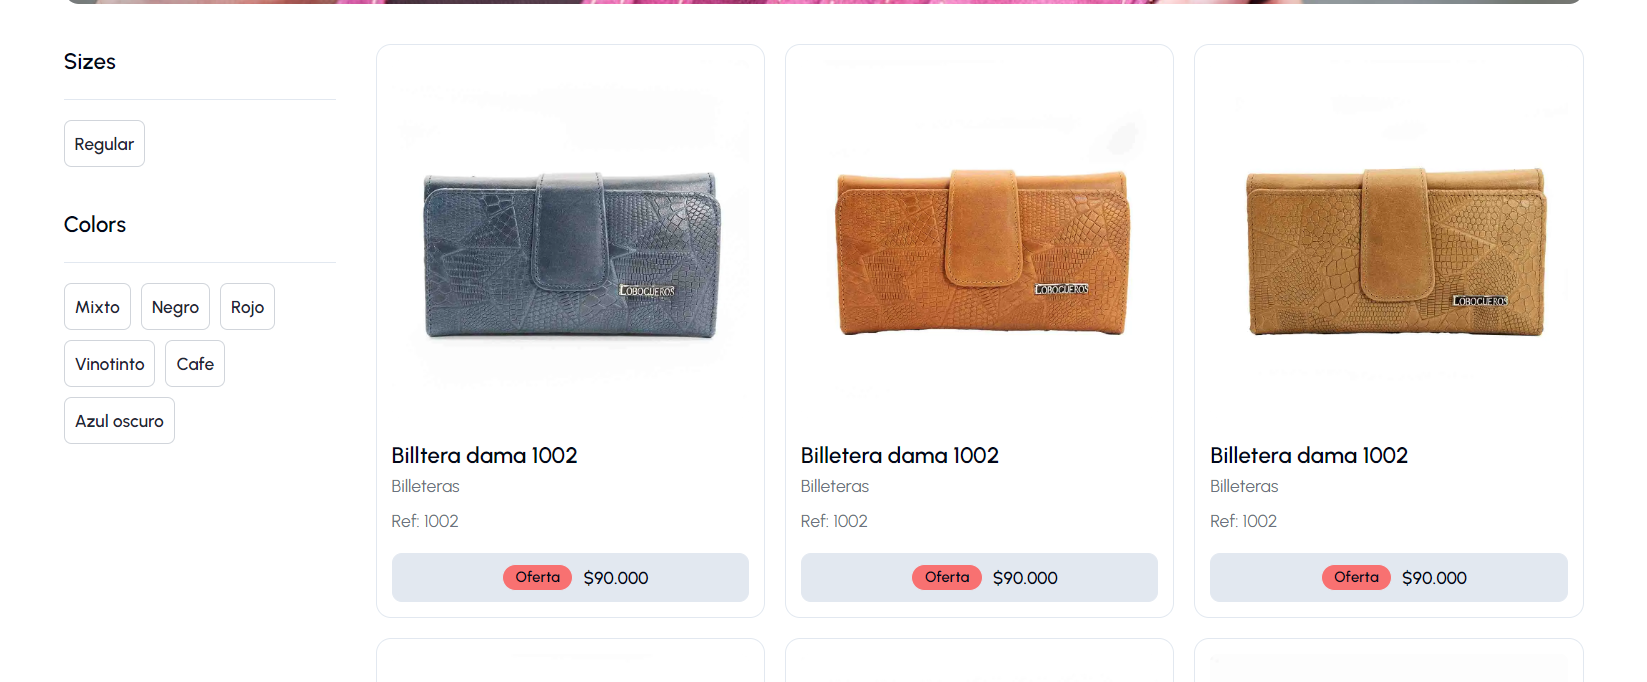 Sizes
Regular
Colors
Mixto Negro Rojo
Vinotinto Cafe
Azul oscuro
LOBOCUEROS
Billtera dama 1002
Billeteras
Ref: 1002
Oferta $90.000
LOBOCUEROS
Billetera dama 1002
Billeteras
Ref: 1002
Oferta $90.000
LOBOCUEROS
Billetera dama 1002
Billeteras
Ref: 1002
Oferta $90.000